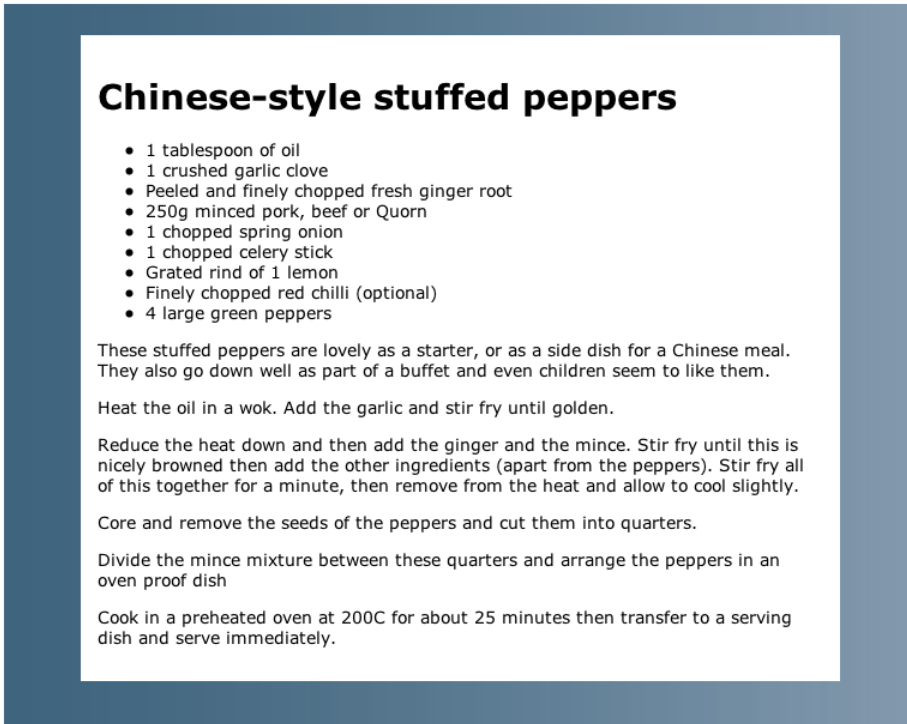 Chinese-style stuffed peppers
• 1 tablespoon of oil
• 1 crushed garlic clove
• Peeled and finely chopped fresh ginger root
• 250g minced pork, beef or Quorn
• 1 chopped spring onion
• 1 chopped celery stick
• Grated rind of 1 lemon
• Finely chopped red chilli (optional)
• 4 large green peppers
These stuffed peppers are lovely as a starter, or as a side dish for a Chinese meal.
They also go down well as part of a buffet and even children seem to like them.
Heat the oil in a wok. Add the garlic and stir fry until golden.
Reduce the heat down and then add the ginger and the mince. Stir fry until this is
nicely browned then add the other ingredients (apart from the peppers). Stir fry all
of this together for a minute, then remove from the heat and allow to cool slightly.
Core and remove the seeds of the peppers and cut them into quarters.
Divide the mince mixture between these quarters and arrange the peppers in an
oven proof dish
Cook in a preheated oven at 200C for about 25 minutes then transfer to a serving
dish and serve immediately.